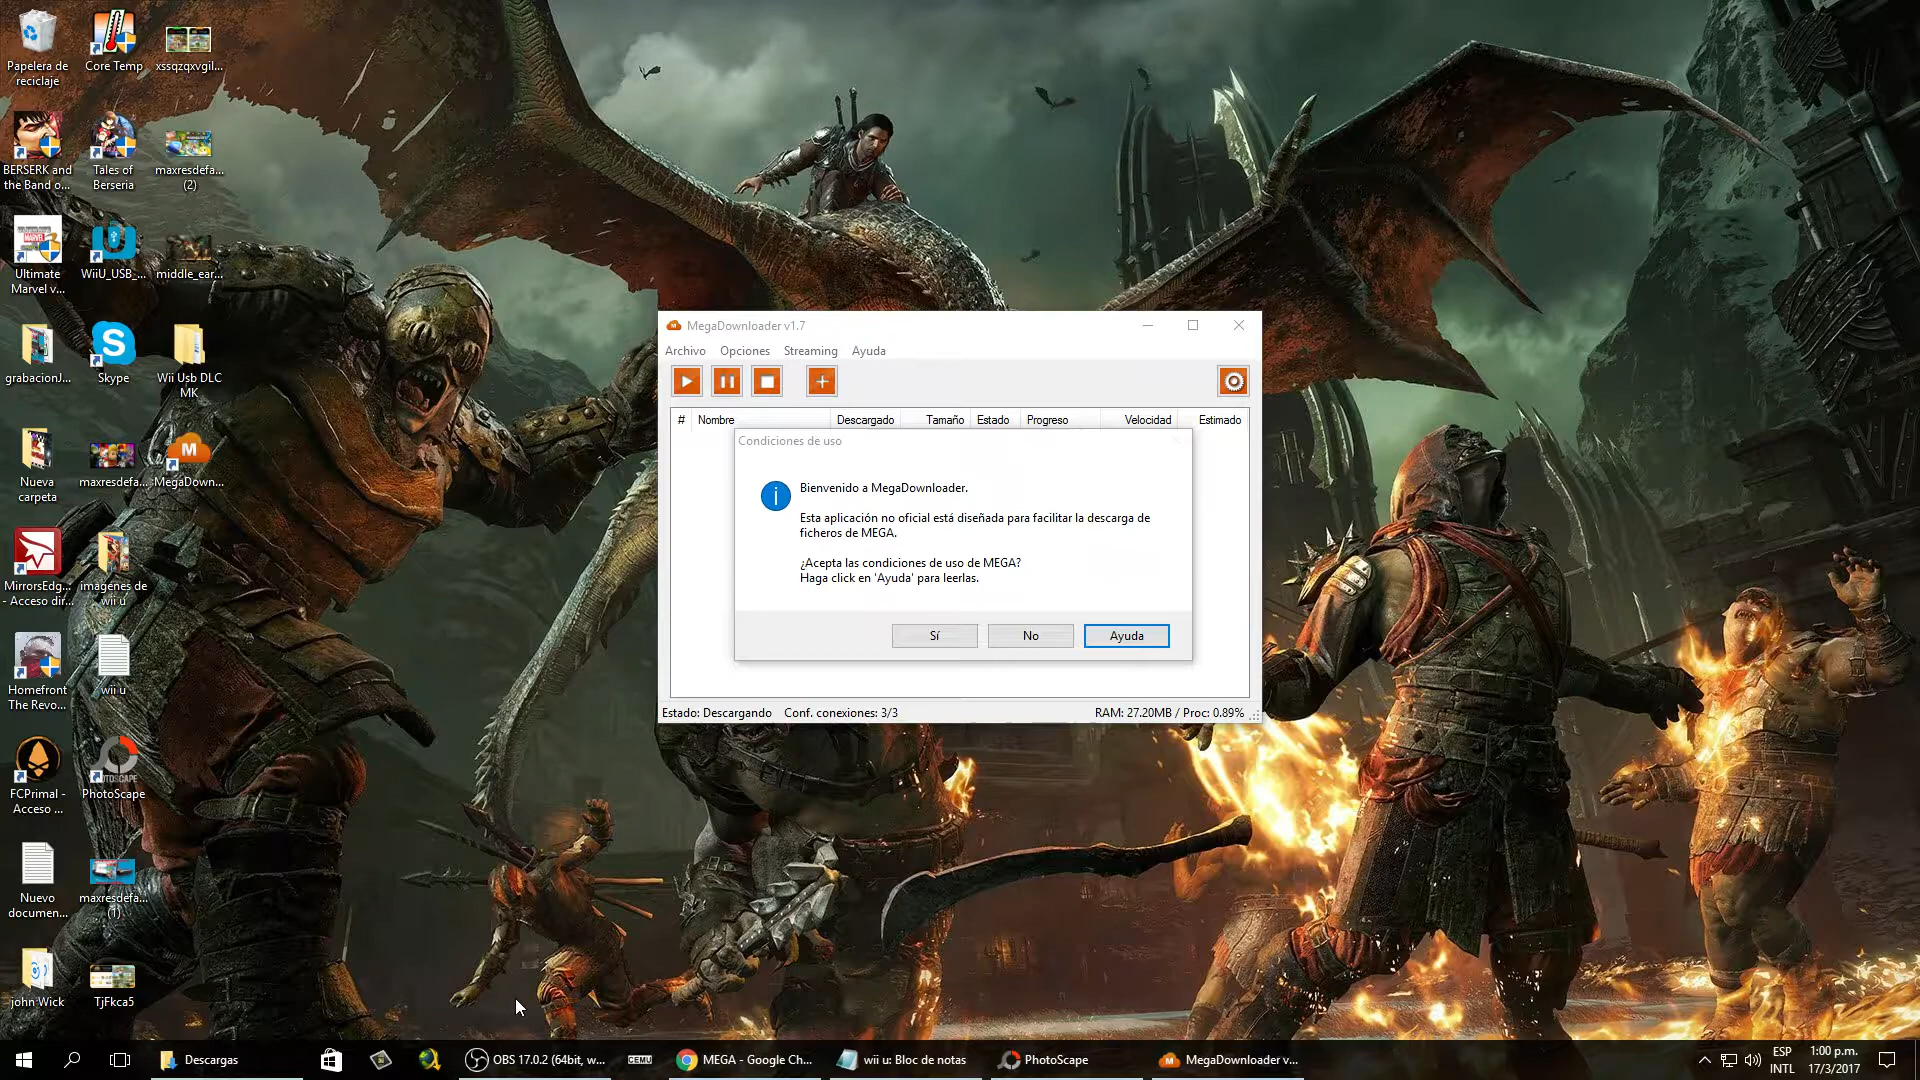 Papelera de
reciclaje
Core Temp
xssqzqxvgil...
BERSERK and
the Band o...
Tales of
Berseria
maxresdefa...
(2)
Ultimate
Marvel v...
WiiU_USB_...
middle_ear...
grabacionJ...
Skype
Wii Usb DLC
MK
Nueva
carpeta
maxresdefa...
MegaDown...
MirrorsEdg...
- Acceso dir...
imagenes de
wii u
Homefront
The Revo...
wii u
FCPrimal -
Acceso ...
PhotoScape
Nuevo
documen...
maxresdefa...
(1)
john Wick
TjFkca5
MegaDownloader v1.7
Archivo Opciones Streaming Ayuda
# Nombre Descargado Tamaño Estado Progreso Velocidad Estimado
Condiciones de uso
Bienvenido a MegaDownloader.
Esta aplicación no oficial está diseñada para facilitar la descarga de
ficheros de MEGA.
¿Acepta las condiciones de uso de MEGA?
Haga click en 'Ayuda' para leerlas.
Sí No Ayuda
Estado: Descargando Conf. conexiones: 3/3 RAM: 27.20MB / Proc: 0.89%
Descargas
OBS 17.0.2 (64bit, w...
CEMU
MEGA - Google Ch...
wii u: Bloc de notas
PhotoScape
MegaDownloader v...
ESP
INTL
1:00 p.m.
17/3/2017